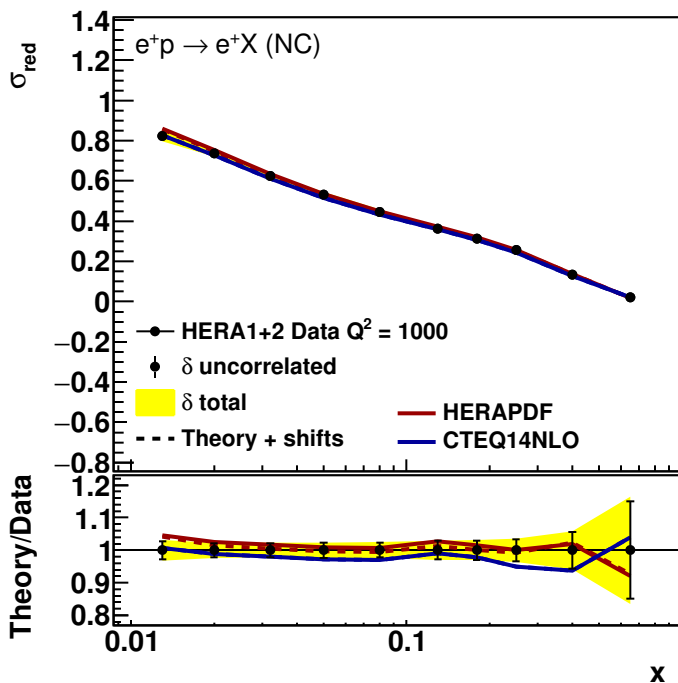 σred
e⁺p → e⁺X (NC)
1.4
1.2
1
0.8
0.6
0.4
0.2
0
−0.2
−0.4
−0.6
−0.8
HERA1+2 Data Q² = 1000
δ uncorrelated
δ total
Theory + shifts
HERAPDF
CTEQ14NLO
Theory/Data
1.2
1.1
1
0.9
0.8
0.01
0.1
x